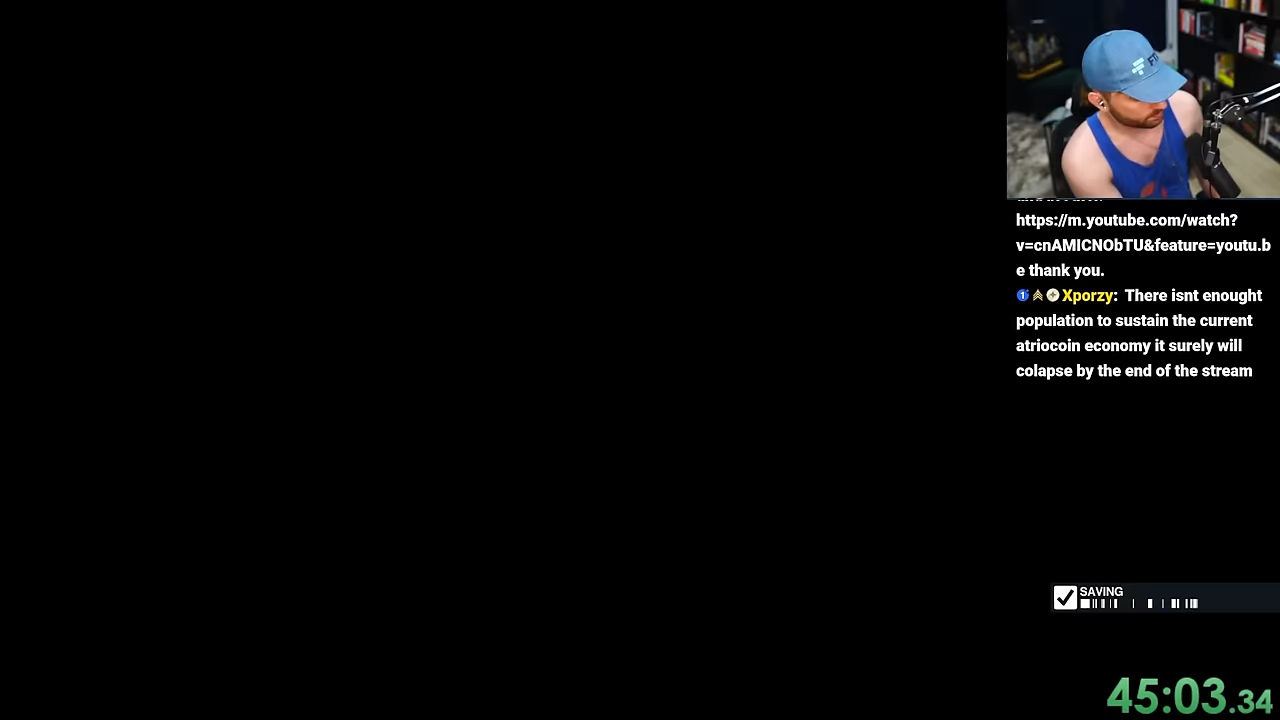 https://m.youtube.com/watch?
v=cnAMICNObTU&feature=youtu.b
e thank you.
Xporzy: There isnt enought
population to sustain the current
atriocoin economy it surely will
colapse by the end of the stream
SAVING
45:03.34